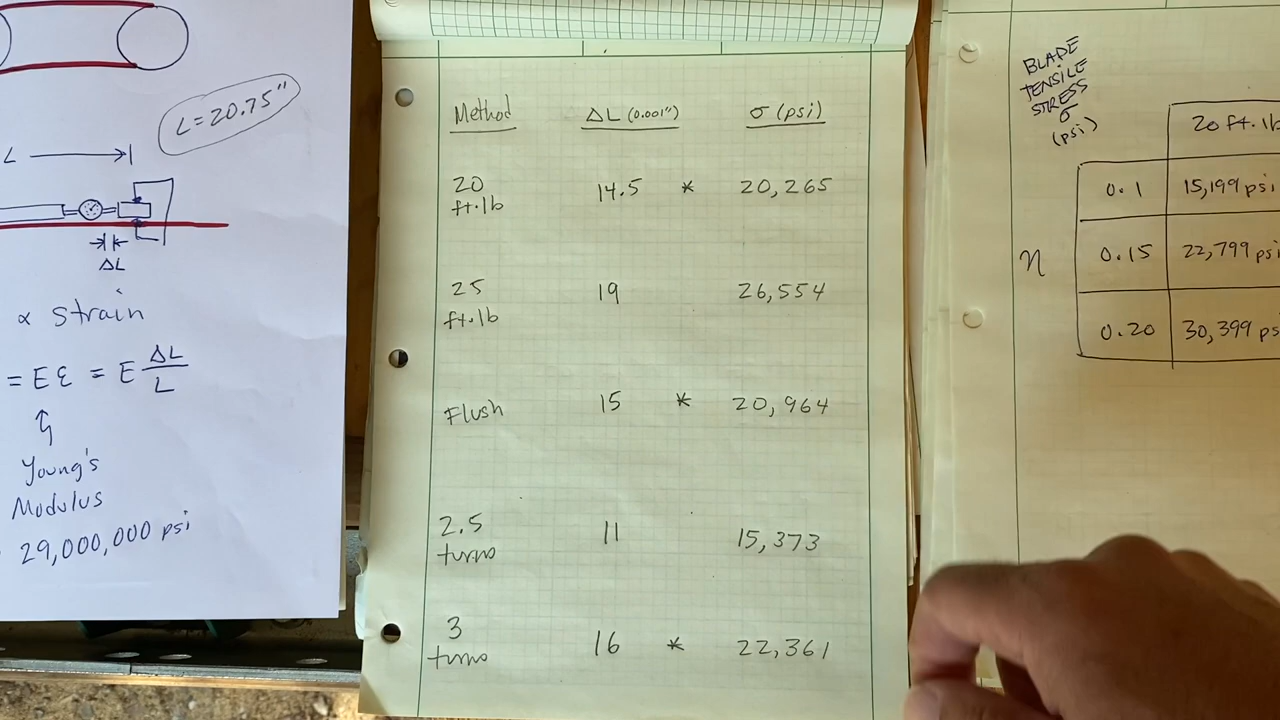 L = 20.75"
L
ΔL
∝ strain
= Eε = E ΔL/L
Young's
Modulus
29,000,000 psi
Method ΔL (0.001") σ (psi)
20 ft.lb 14.5 * 20,265
25 ft.lb 19 26,554
Flush 15 * 20,964
2.5 turns 11 15,373
3 turns 16 * 22,361
BLADE
TENSILE
STRESS
σ
(psi)
20 ft.lb
0.1 15,199 psi
η 0.15 22,799 psi
0.20 30,399 ps